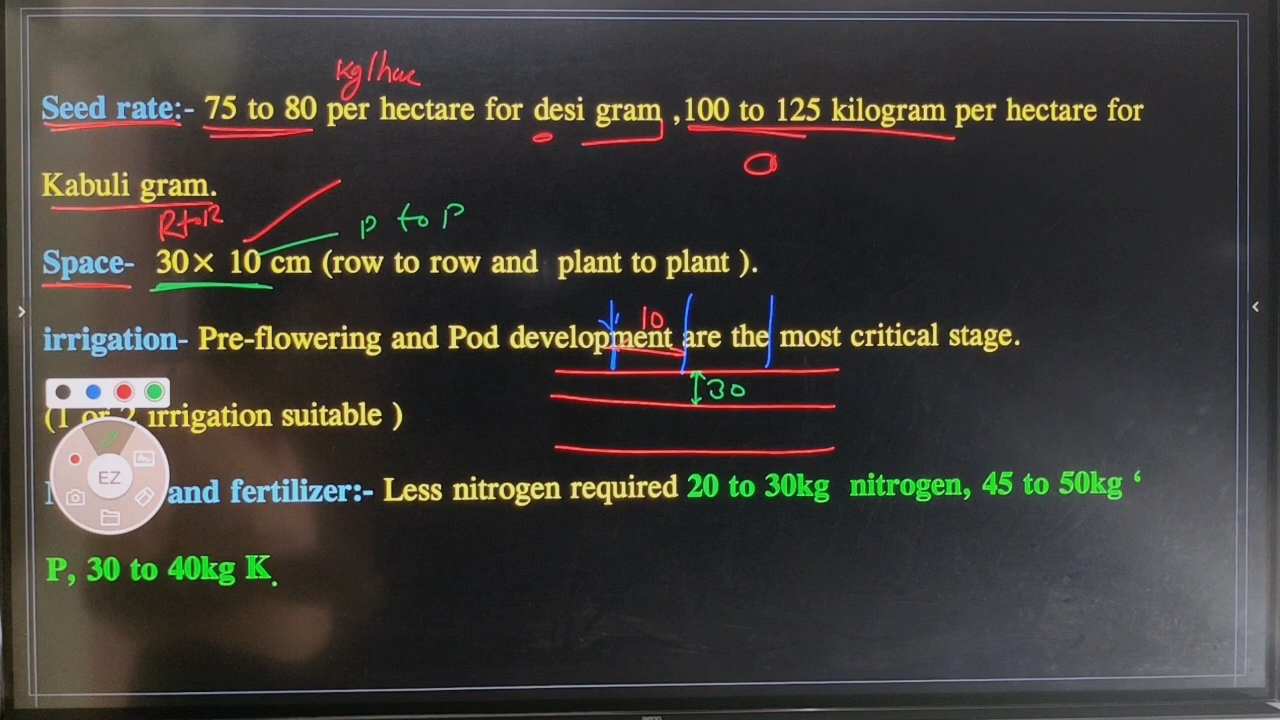 kg/hac
Seed rate:- 75 to 80 per hectare for desi gram ,100 to 125 kilogram per hectare for
Kabuli gram.
R to R
P to P
Space- 30× 10 cm (row to row and plant to plant ).
10
irrigation- Pre-flowering and Pod development are the most critical stage.
30
(1 or 2 irrigation suitable )
EZ
and fertilizer:- Less nitrogen required 20 to 30kg nitrogen, 45 to 50kg ‘
P, 30 to 40kg K.